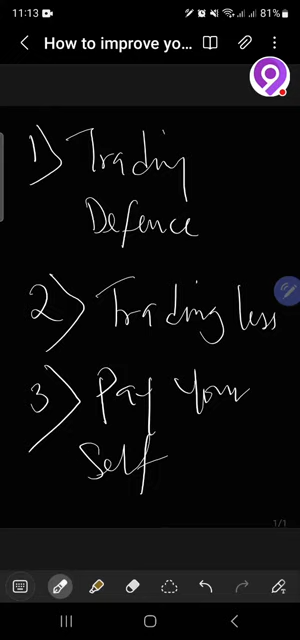 11:13
81%
How to improve yo...
1) Trading
Defence
2) Trading less
3) Pay Your
Self
1/1